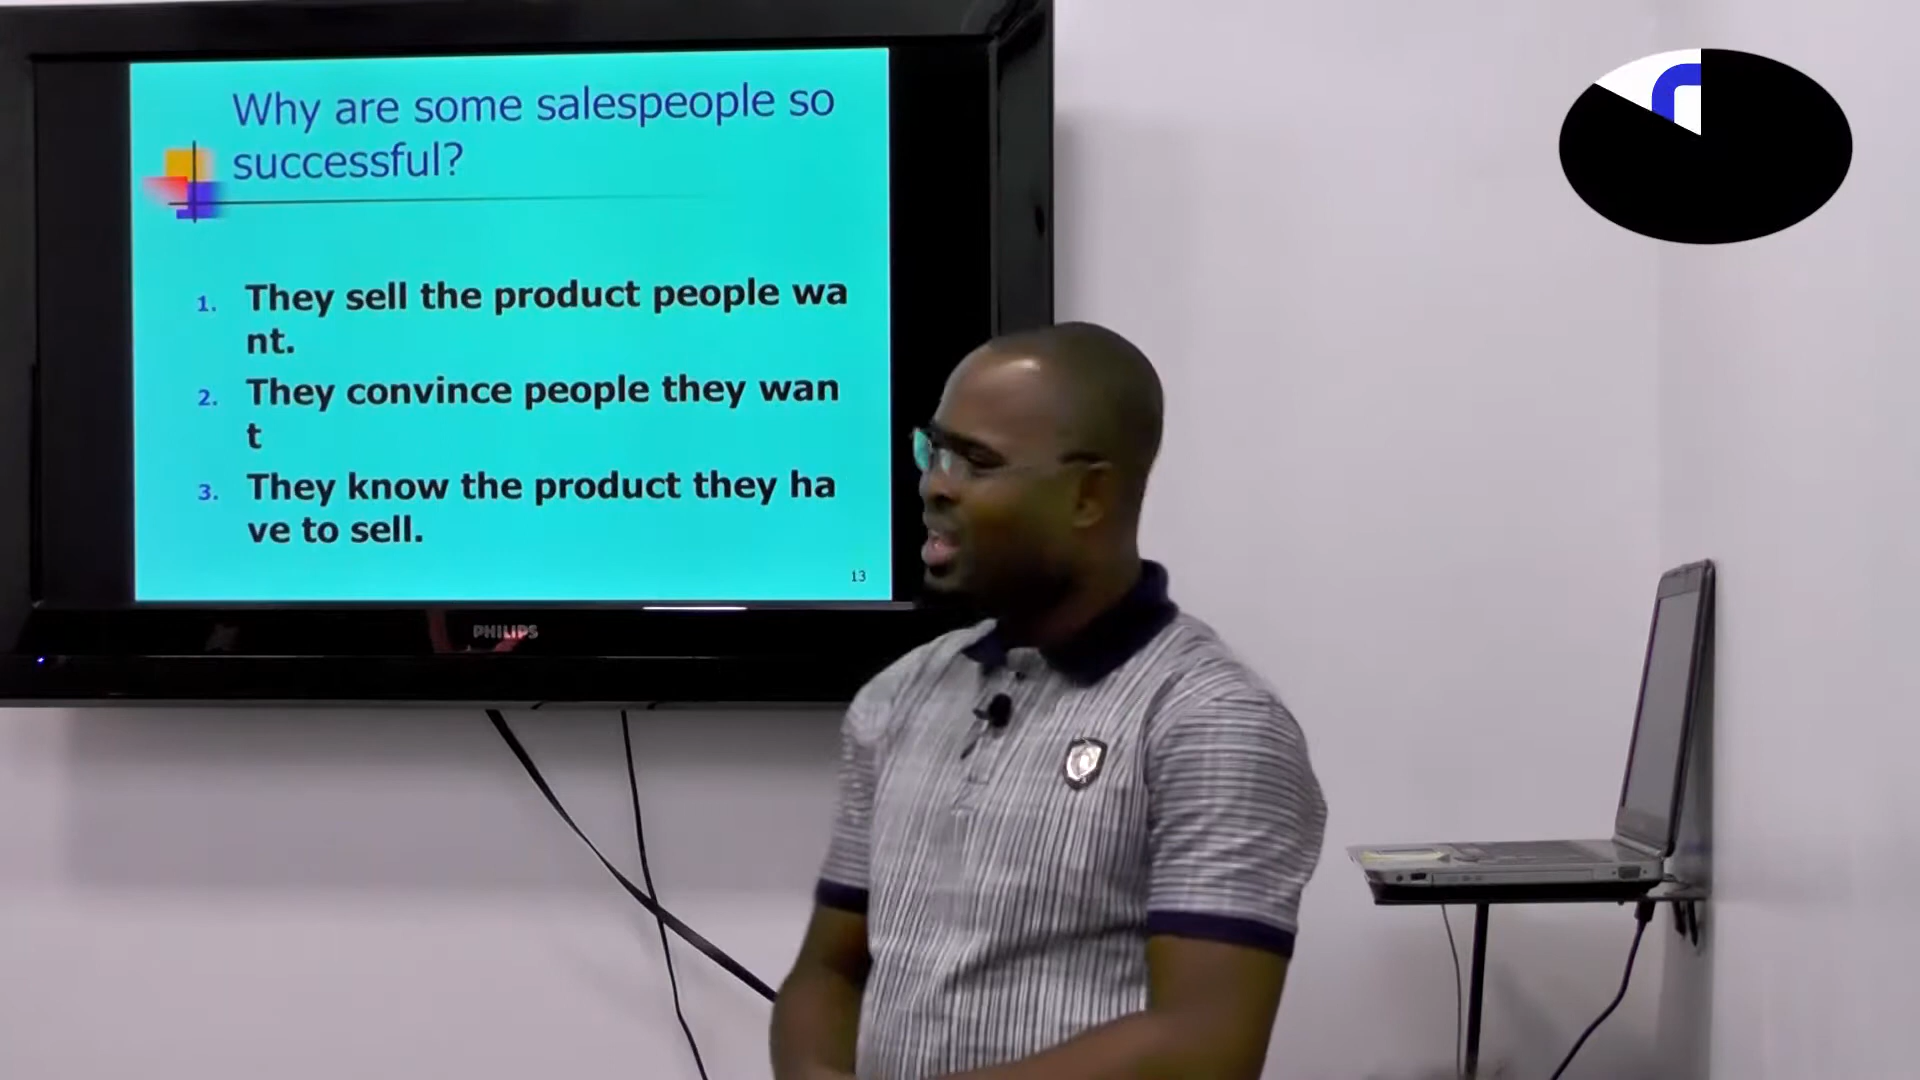 Why are some salespeople so
successful?
1. They sell the product people wa
nt.
2. They convince people they wan
t
3. They know the product they ha
ve to sell.
13
PHILIPS